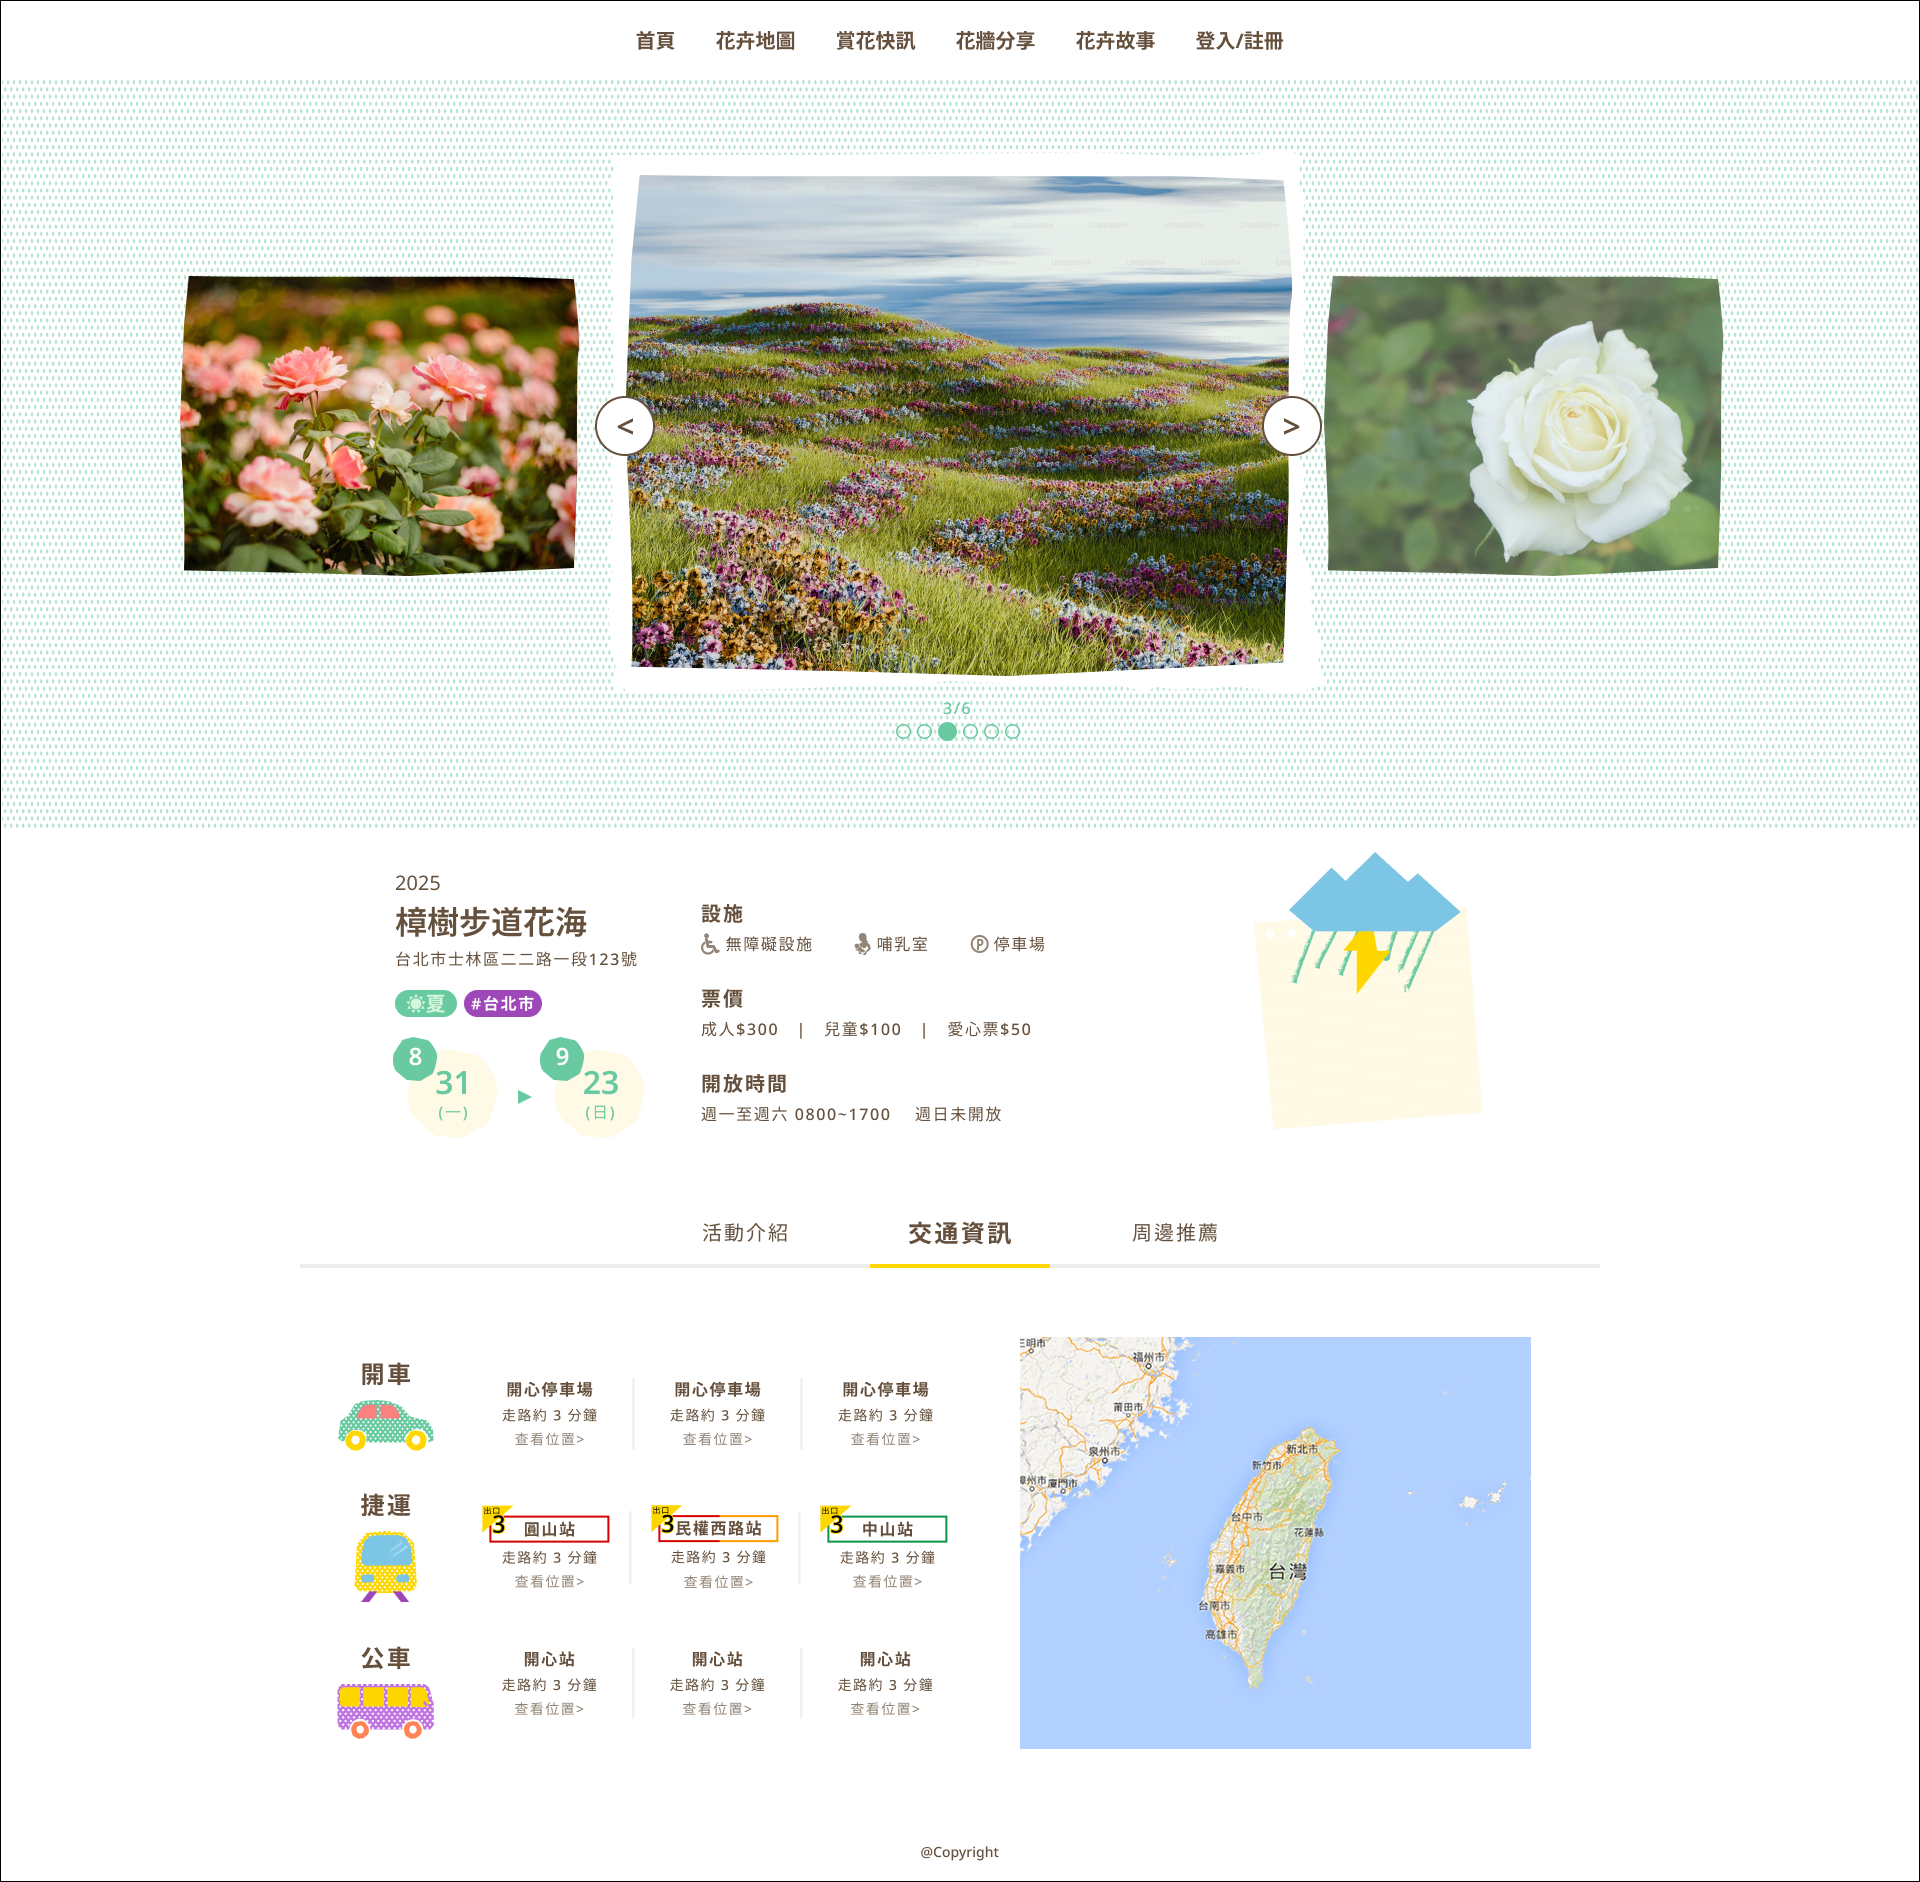 首頁 花卉地圖 賞花快訊 花牆分享 花卉故事 登入/註冊
< >
3/6
2025
樟樹步道花海
台北市士林區二二路一段123號
夏 #台北市
8 31 (一) ▶ 9 23 (日)
設施
無障礙設施 哺乳室 P 停車場
票價
成人$300 | 兒童$100 | 愛心票$50
開放時間
週一至週六 0800~1700 週日未開放
活動介紹 交通資訊 周邊推薦
開車
開心停車場 開心停車場 開心停車場
走路約 3 分鐘 走路約 3 分鐘 走路約 3 分鐘
查看位置> 查看位置> 查看位置>
捷運
出口 3 圓山站 出口 3 民權西路站 出口 3 中山站
走路約 3 分鐘 走路約 3 分鐘 走路約 3 分鐘
查看位置> 查看位置> 查看位置>
公車
開心站 開心站 開心站
走路約 3 分鐘 走路約 3 分鐘 走路約 3 分鐘
查看位置> 查看位置> 查看位置>
三明市
福州市
莆田市
泉州市
漳州市 廈門市
新北市
新竹市
台中市
花蓮縣
嘉義市
台灣
台南市
高雄市
@Copyright